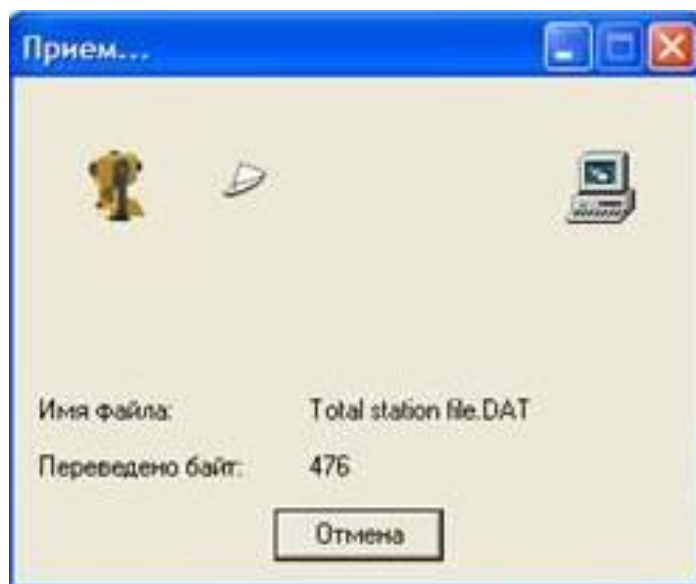 Прием...
Имя файла: Total station file.DAT
Переведено байт: 476
Отмена